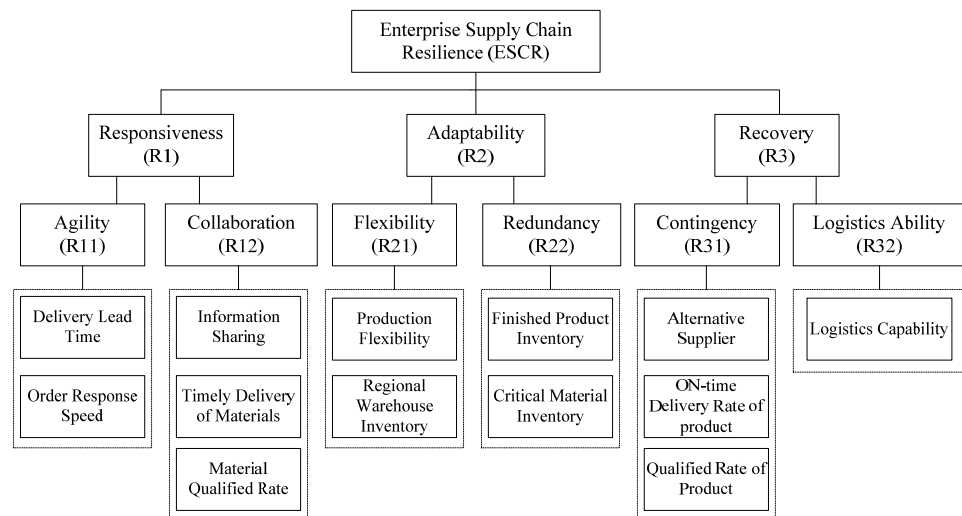 Enterprise Supply Chain
Resilience (ESCR)
Responsiveness
(R1)
Adaptability
(R2)
Recovery
(R3)
Agility
(R11)
Collaboration
(R12)
Flexibility
(R21)
Redundancy
(R22)
Contingency
(R31)
Logistics Ability
(R32)
Delivery Lead
Time
Order Response
Speed
Information
Sharing
Timely Delivery
of Materials
Material
Qualified Rate
Production
Flexibility
Regional
Warehouse
Inventory
Finished Product
Inventory
Critical Material
Inventory
Alternative
Supplier
ON-time
Delivery Rate of
product
Qualified Rate of
Product
Logistics Capability